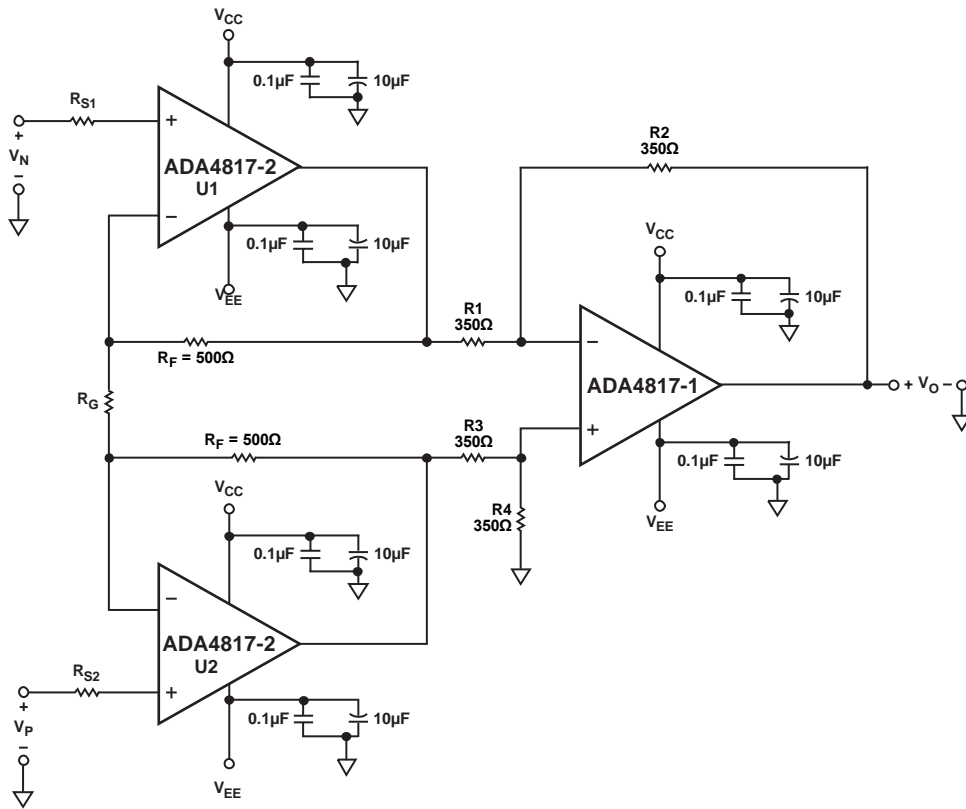 VCC
0.1µF 10µF
RS1
+
VN
−
+
ADA4817-2
U1
−
0.1µF 10µF
VEE
RF = 500Ω
RG
R1
350Ω
R2
350Ω
VCC
0.1µF 10µF
−
ADA4817-1
+
+ VO −
0.1µF 10µF
VEE
RF = 500Ω
R3
350Ω
R4
350Ω
VCC
0.1µF 10µF
−
ADA4817-2
U2
+
RS2
+
VP
−
0.1µF 10µF
VEE